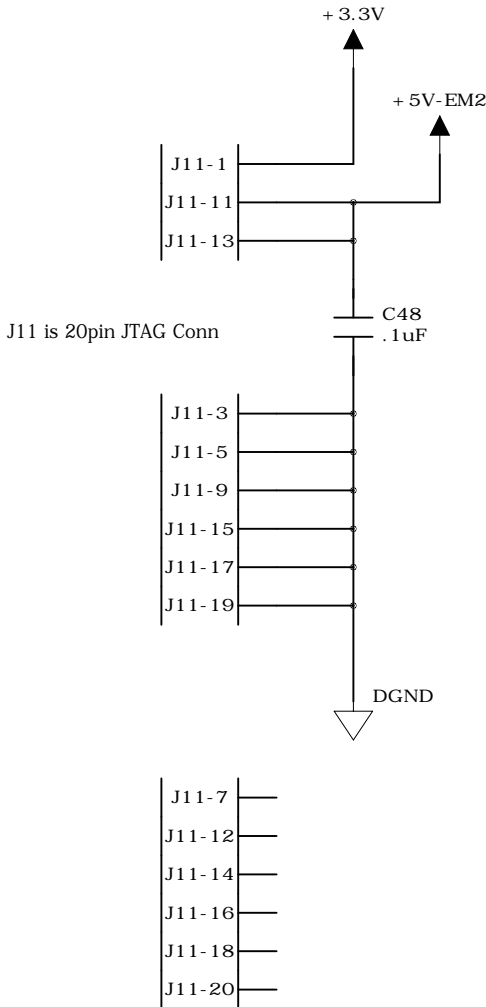 +3.3V
+5V-EM2
J11-1
J11-11
J11-13
C48
.1uF
J11 is 20pin JTAG Conn
J11-3
J11-5
J11-9
J11-15
J11-17
J11-19
DGND
J11-7
J11-12
J11-14
J11-16
J11-18
J11-20